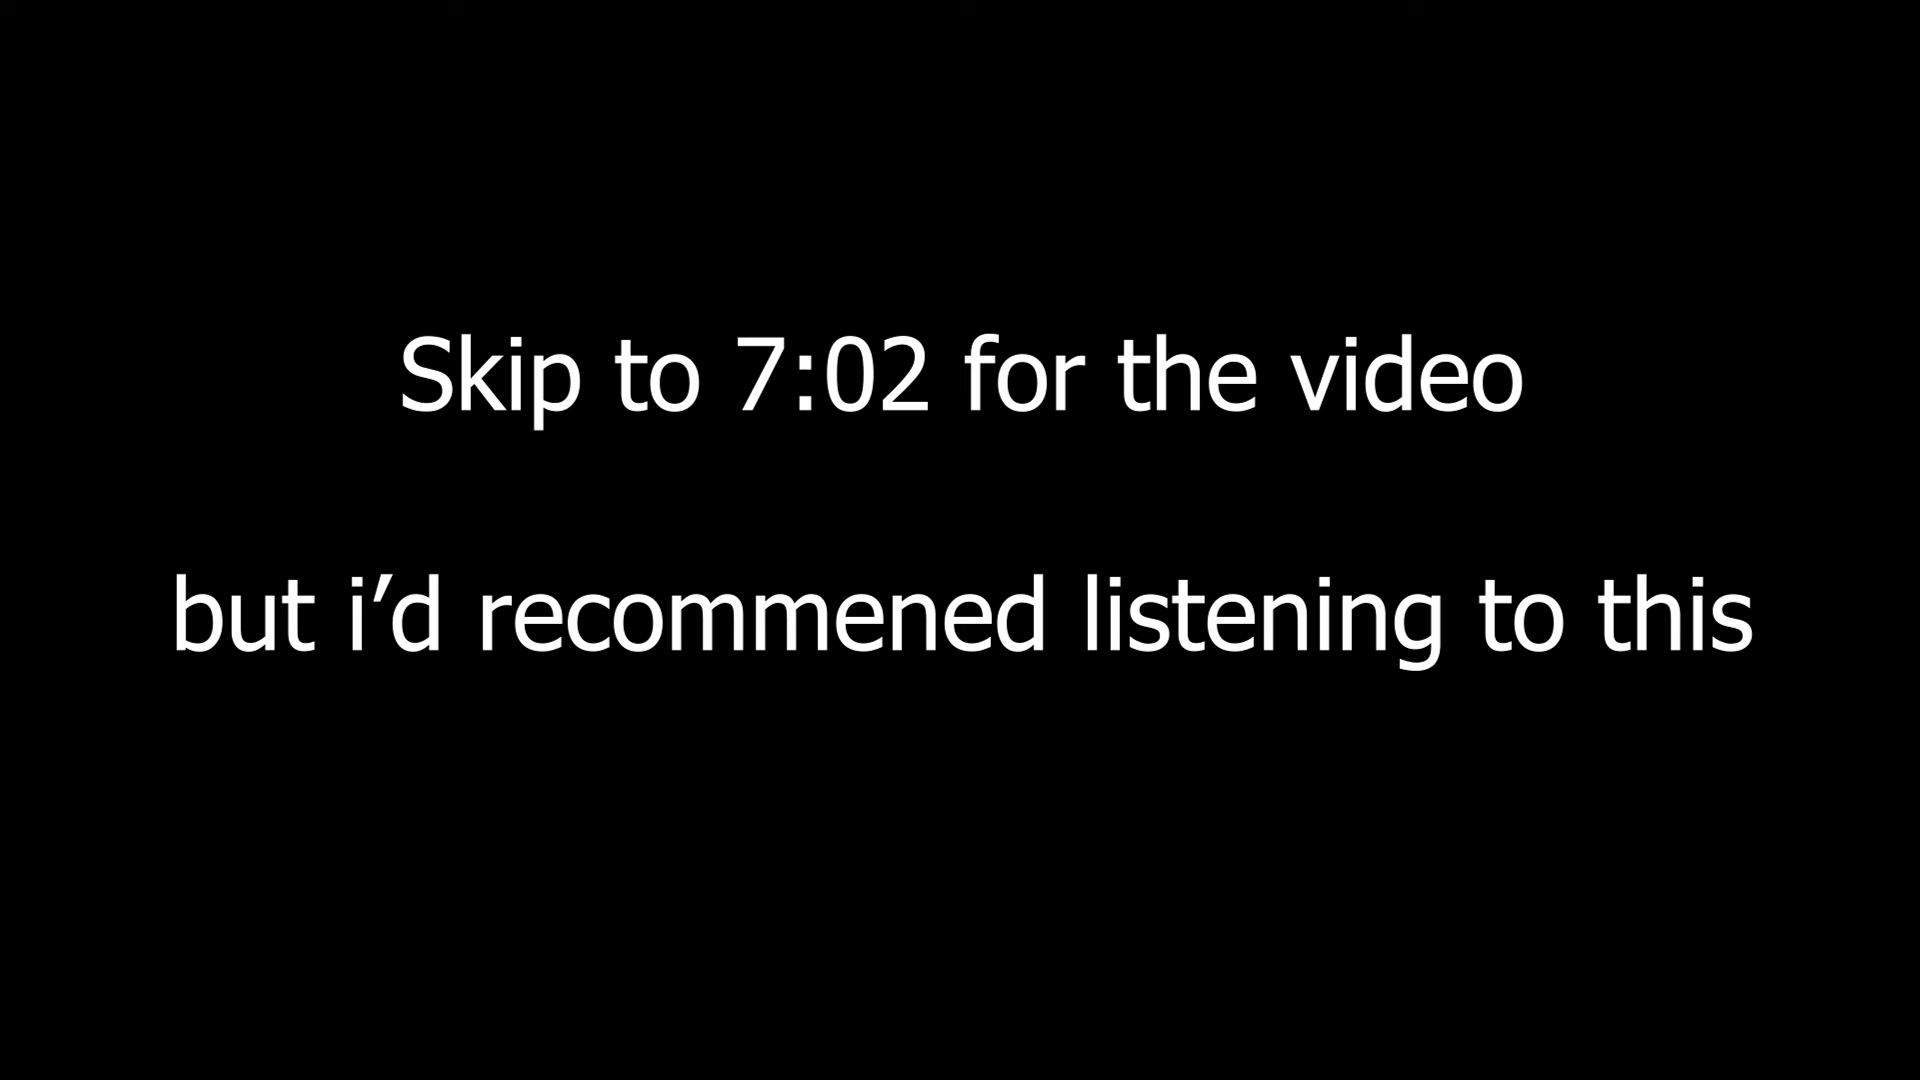 Skip to 7:02 for the video
but i’d recommened listening to this